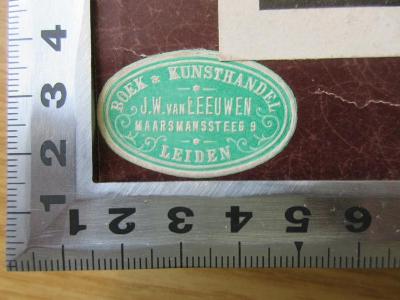 BOEK & KUNSTHANDEL
J.W. VAN LEEUWEN
MAARSMANSSTEEG 9
LEIDEN
4
3
2
1
1 2 3 4 5 6